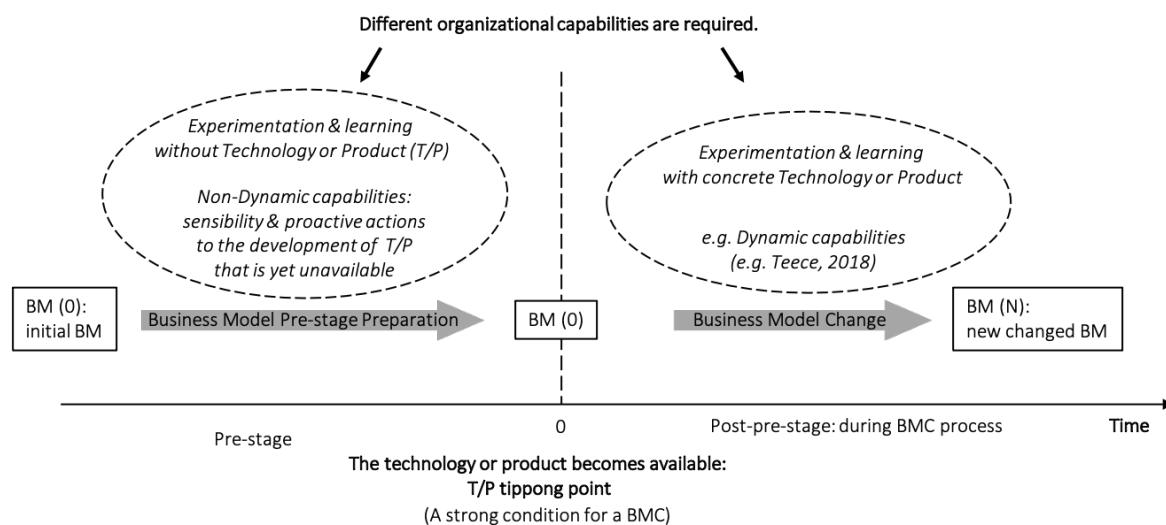 Different organizational capabilities are required.
Experimentation & learning
without Technology or Product (T/P)
Non-Dynamic capabilities:
sensibility & proactive actions
to the development of T/P
that is yet unavailable
Experimentation & learning
with concrete Technology or Product
e.g. Dynamic capabilities
(e.g. Teece, 2018)
BM (0):
initial BM
Business Model Pre-stage Preparation
BM (0)
Business Model Change
BM (N):
new changed BM
Pre-stage
0
Post-pre-stage: during BMC process
Time
The technology or product becomes available:
T/P tippong point
(A strong condition for a BMC)